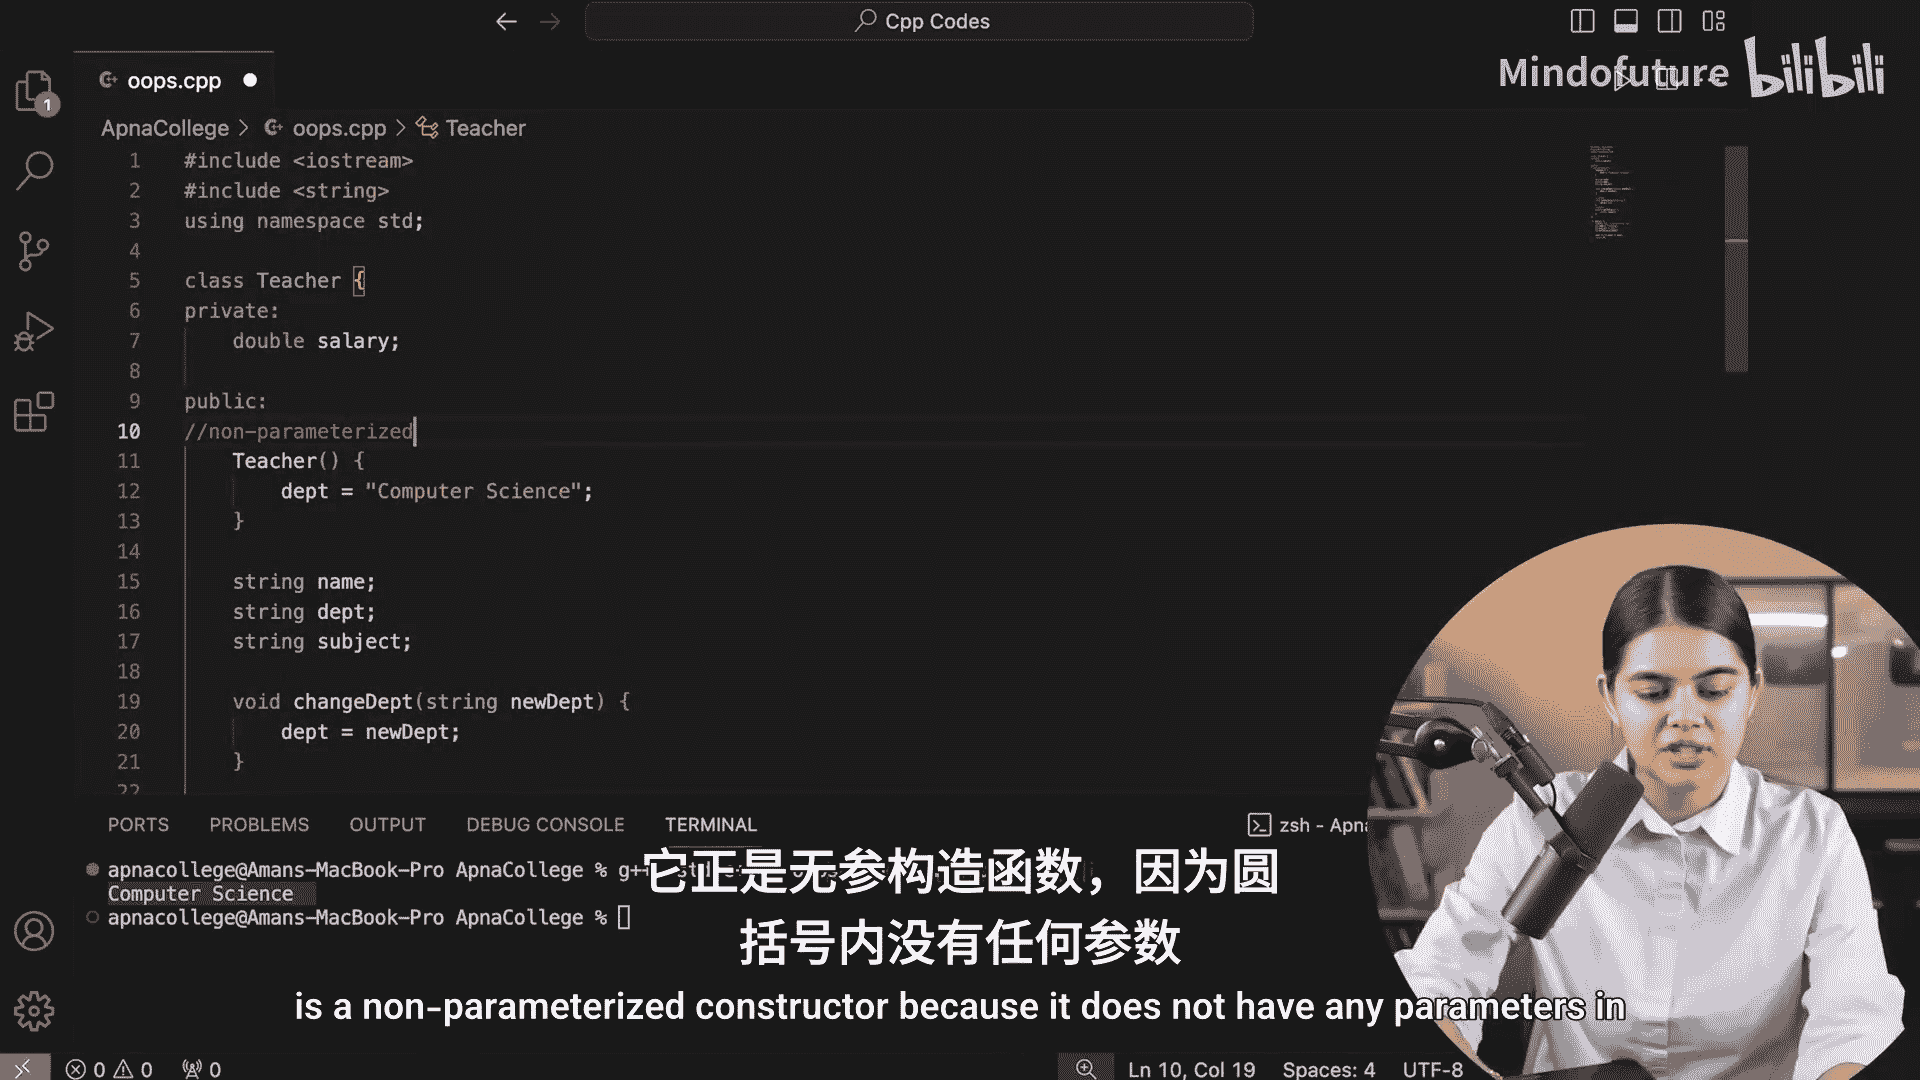 Cpp Codes
Mindofuture bilibili
oops.cpp
1
ApnaCollege > oops.cpp > Teacher
1 #include <iostream>
2 #include <string>
3 using namespace std;
4
5 class Teacher {
6 private:
7 double salary;
8
9 public:
10 //non-parameterized
11 Teacher() {
12 dept = "Computer Science";
13 }
14
15 string name;
16 string dept;
17 string subject;
18
19 void changeDept(string newDept) {
20 dept = newDept;
21 }
22
PORTS PROBLEMS OUTPUT DEBUG CONSOLE TERMINAL
zsh - Apna
apnacollege@Amans-MacBook-Pro ApnaCollege % g++
Computer Science
apnacollege@Amans-MacBook-Pro ApnaCollege %
它正是无参构造函数，因为圆
括号内没有任何参数
is a non-parameterized constructor because it does not have any parameters in
0 0 0
Ln 10, Col 19 Spaces: 4 UTF-8